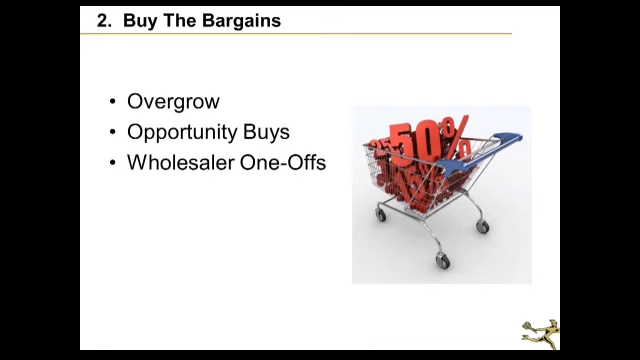 2. Buy The Bargains
• Overgrow
• Opportunity Buys
• Wholesaler One-Offs
50%